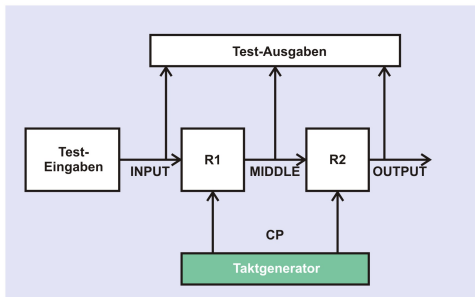 Test-Ausgaben
Test-
Eingaben
R1
R2
INPUT
MIDDLE
OUTPUT
CP
Taktgenerator